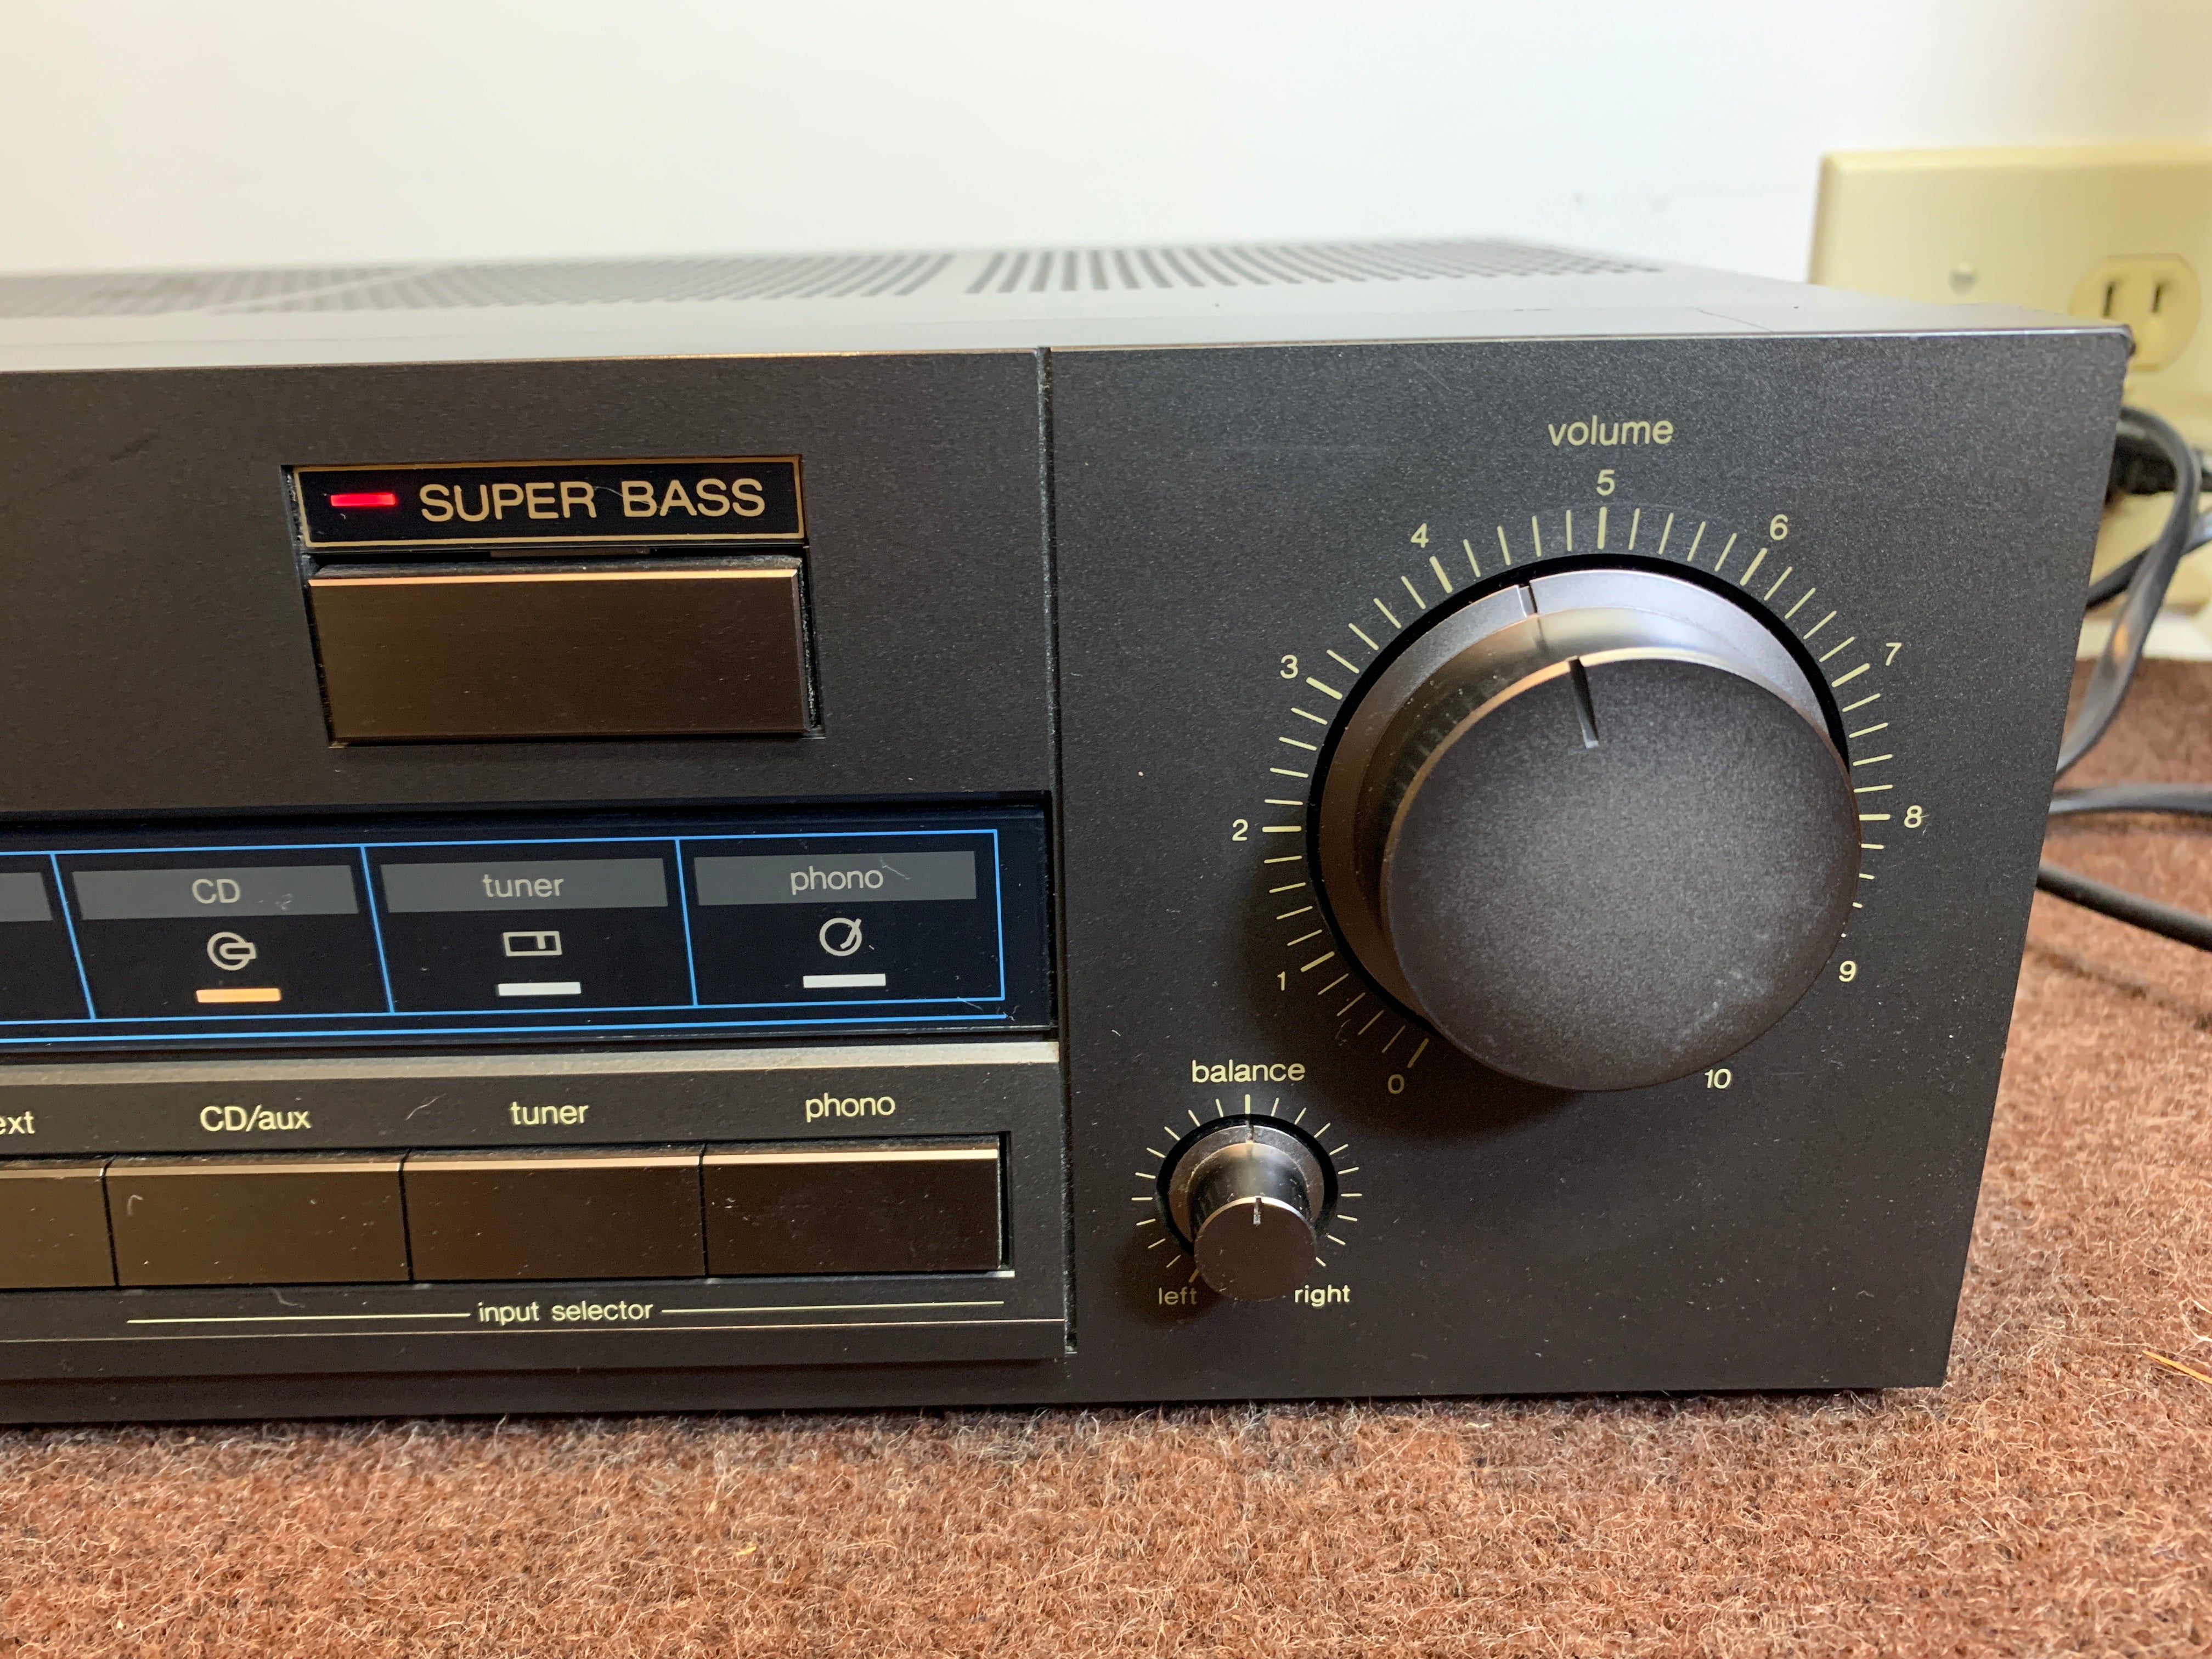 SUPER BASS
volume
0 1 2 3 4 5 6 7 8 9 10
CD
tuner
phono
balance
left
right
ext
CD/aux
tuner
phono
input selector